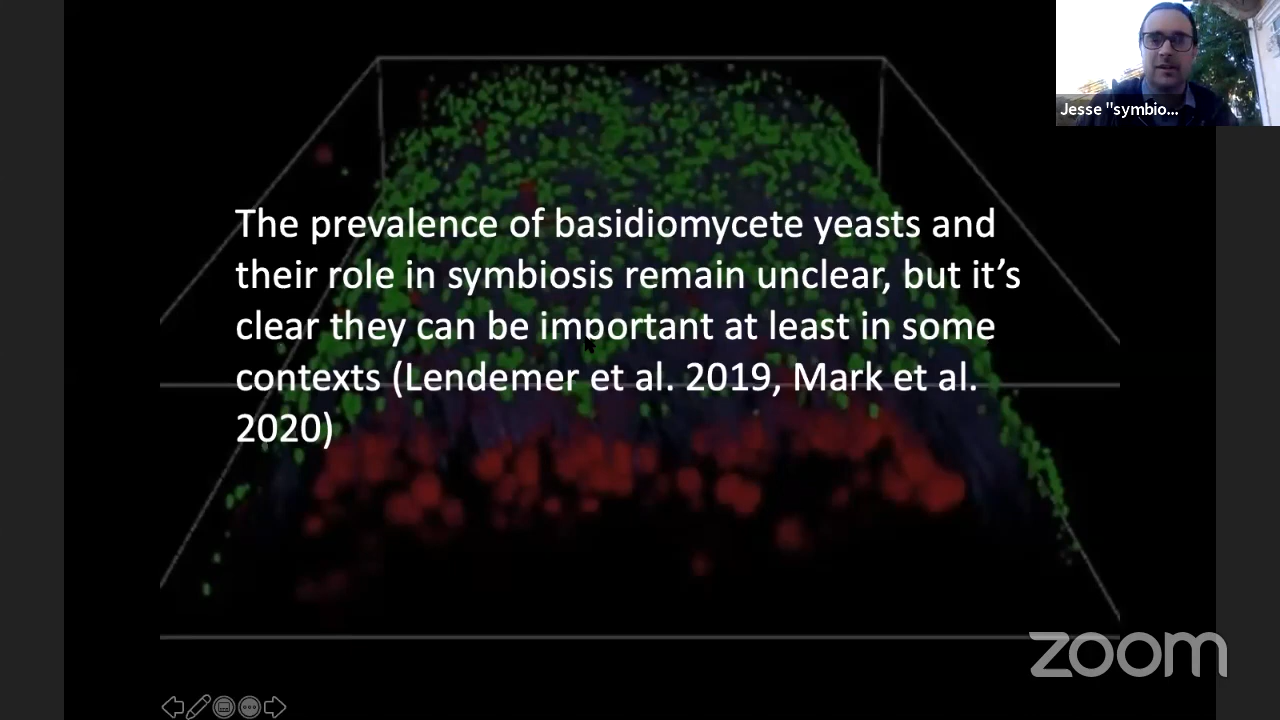 Jesse "symbio...
The prevalence of basidiomycete yeasts and
their role in symbiosis remain unclear, but it’s
clear they can be important at least in some
contexts (Lendemer et al. 2019, Mark et al.
2020)
zoom